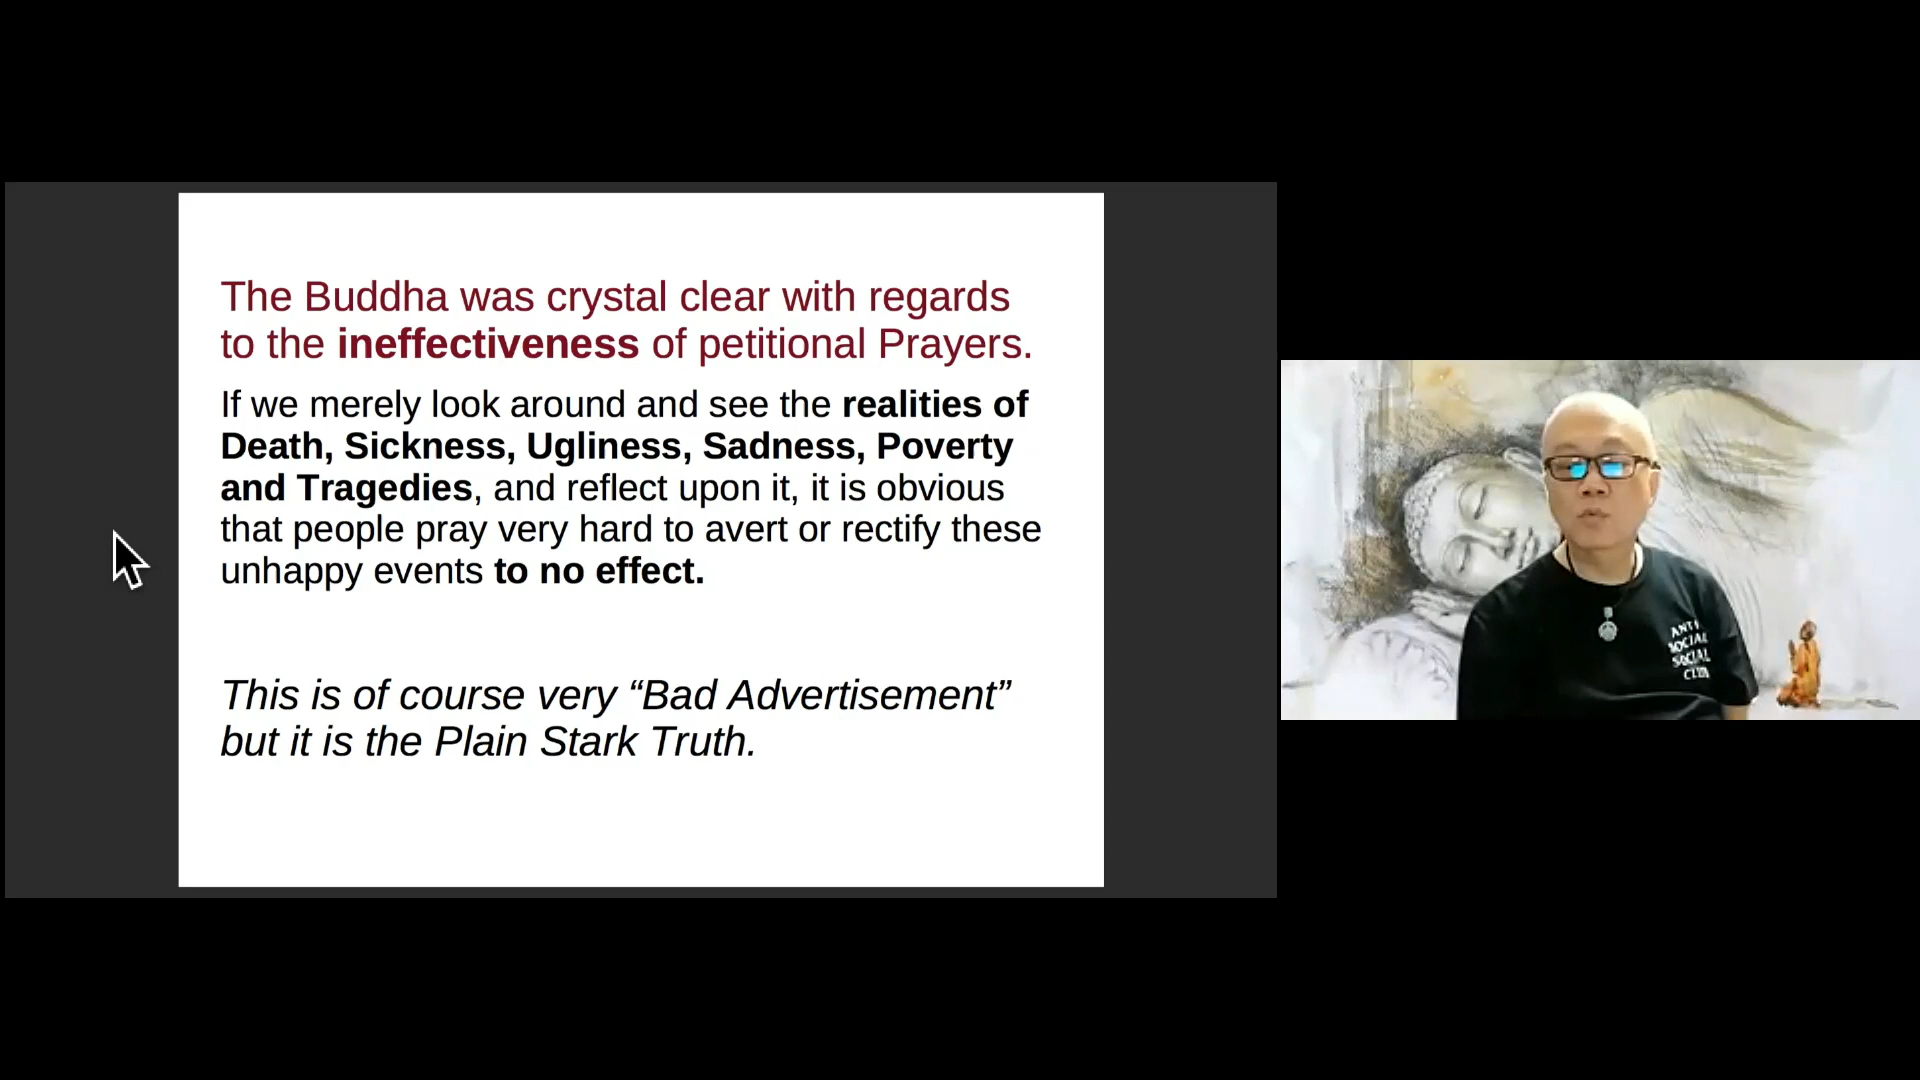 The Buddha was crystal clear with regards
to the ineffectiveness of petitional Prayers.
If we merely look around and see the realities of
Death, Sickness, Ugliness, Sadness, Poverty
and Tragedies, and reflect upon it, it is obvious
that people pray very hard to avert or rectify these
unhappy events to no effect.
This is of course very “Bad Advertisement”
but it is the Plain Stark Truth.
ANTI
SOCIAL
SOCIAL
CLUB